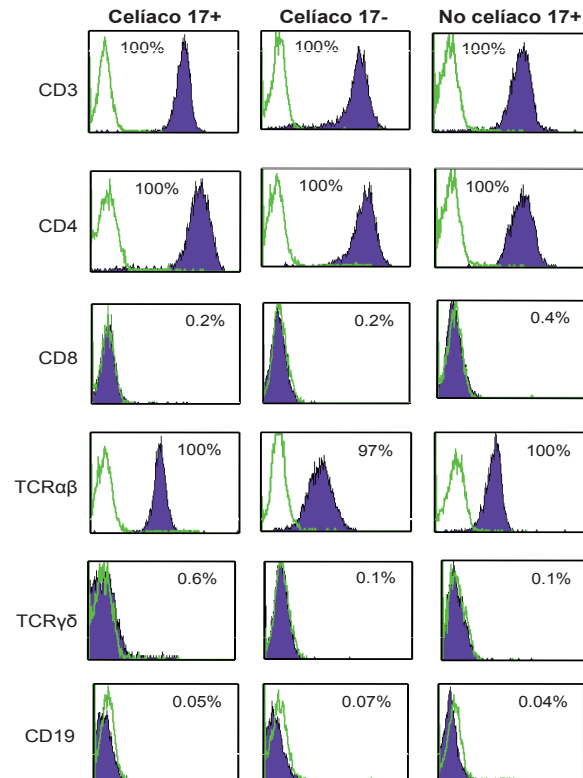 Celíaco 17+ Celíaco 17- No celíaco 17+
CD3 100% 100% 100%
CD4 100% 100% 100%
CD8 0.2% 0.2% 0.4%
TCRαβ 100% 97% 100%
TCRγδ 0.6% 0.1% 0.1%
CD19 0.05% 0.07% 0.04%